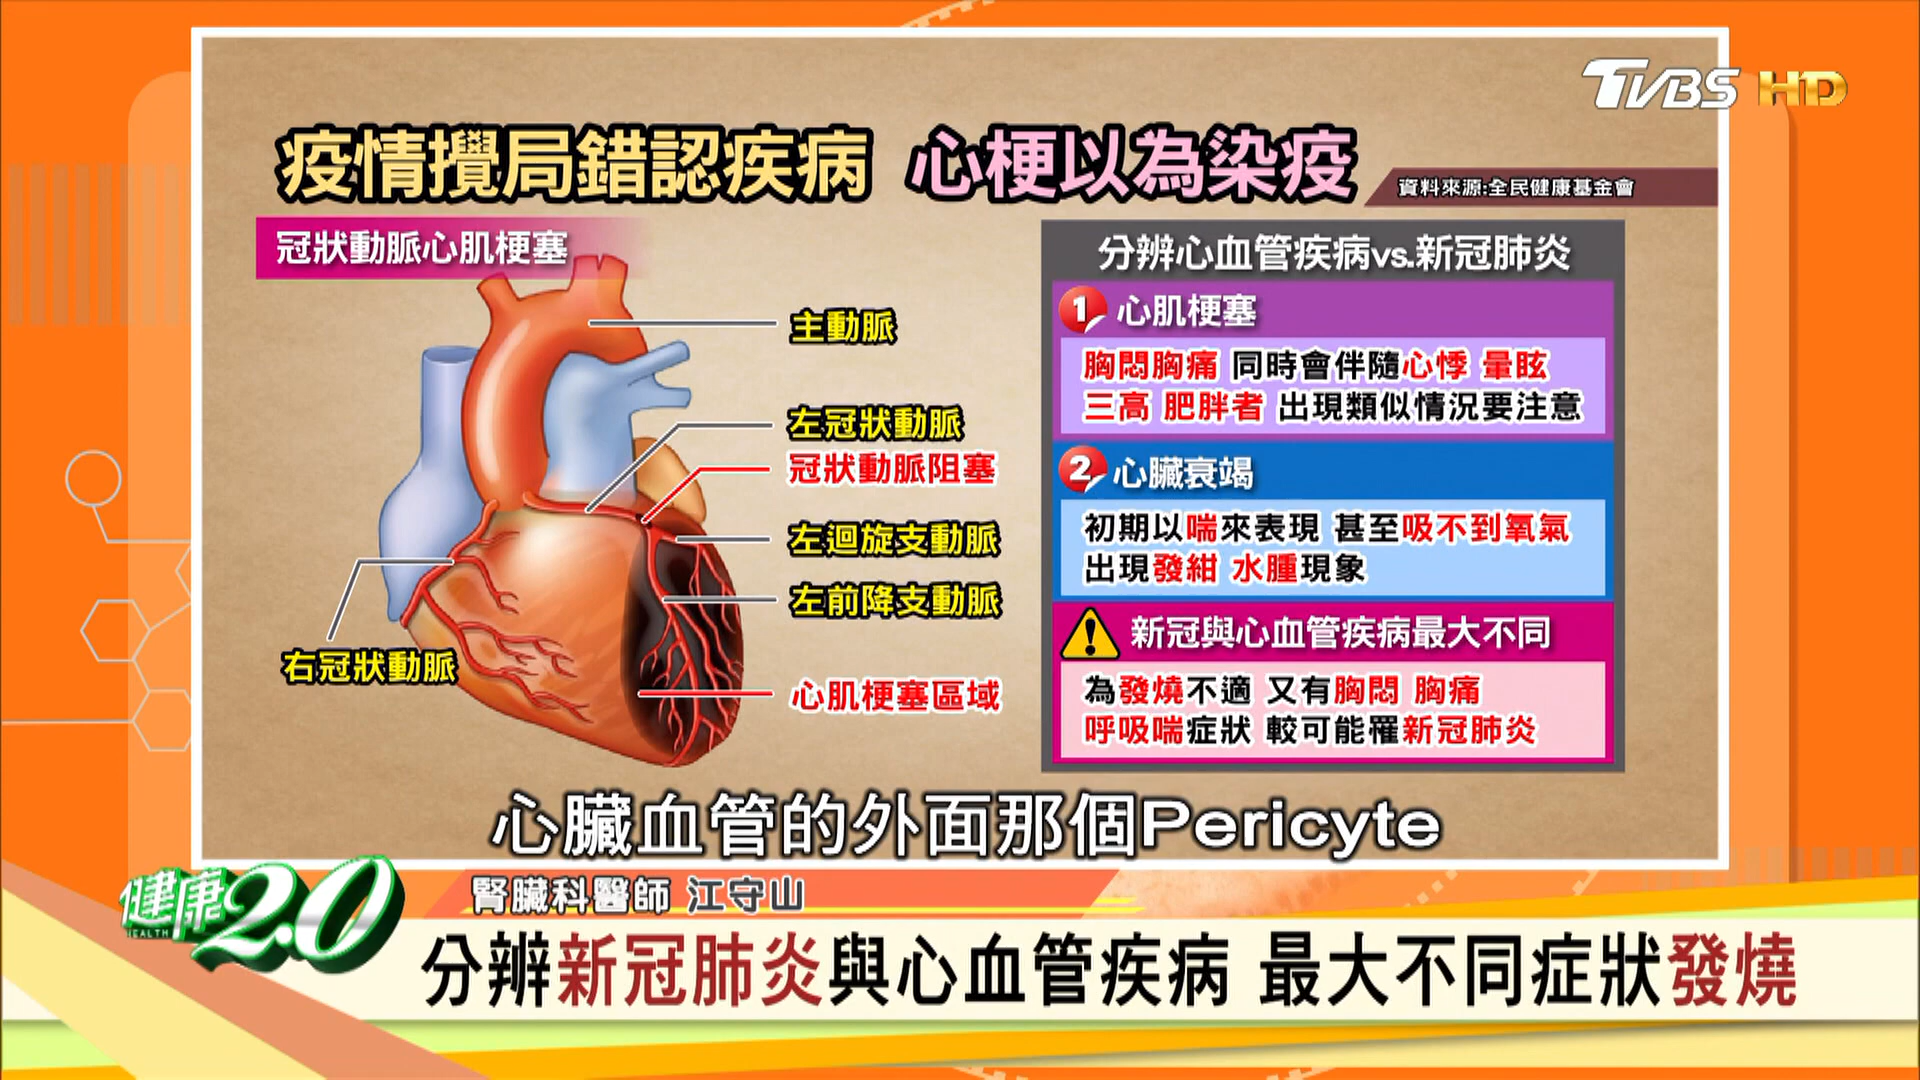 TVBS HD
疫情攪局錯認疾病 心梗以為染疫
資料來源:全民健康基金會
冠狀動脈心肌梗塞
主動脈
左冠狀動脈
冠狀動脈阻塞
左迴旋支動脈
左前降支動脈
右冠狀動脈
心肌梗塞區域
分辨心血管疾病vs.新冠肺炎
1 心肌梗塞
胸悶胸痛 同時會伴隨心悸 暈眩
三高 肥胖者 出現類似情況要注意
2 心臟衰竭
初期以喘來表現 甚至吸不到氧氣
出現發紺 水腫現象
! 新冠與心血管疾病最大不同
為發燒不適 又有胸悶 胸痛
呼吸喘症狀 較可能罹新冠肺炎
心臟血管的外面那個Pericyte
健康2.0
HEALTH
腎臟科醫師 江守山
分辨新冠肺炎與心血管疾病 最大不同症狀發燒